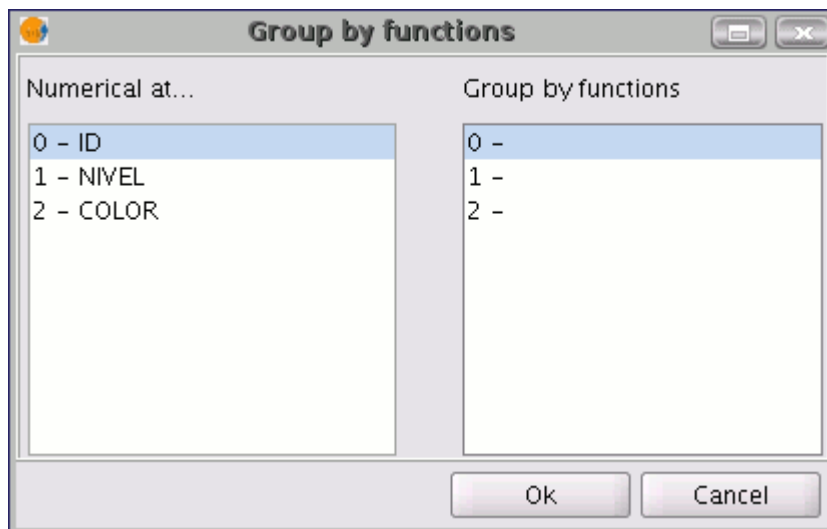 Group by functions
Numerical at...
Group by functions
0 - ID
1 - NIVEL
2 - COLOR
0 -
1 -
2 -
Ok
Cancel